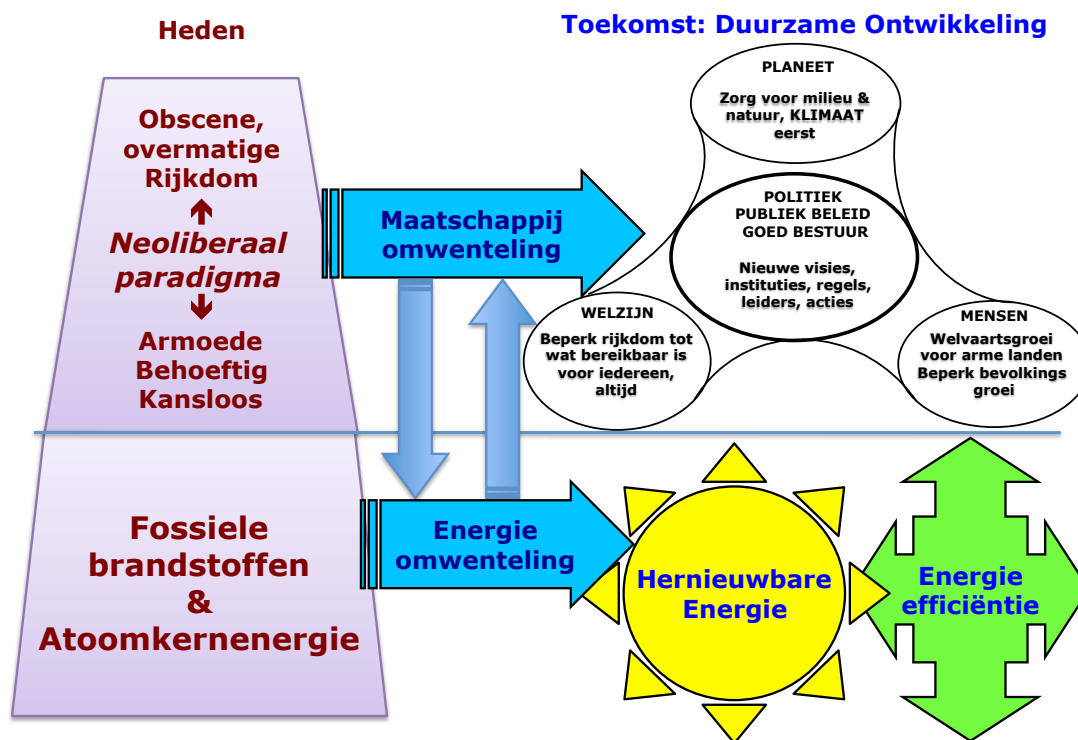 Heden
Toekomst: Duurzame Ontwikkeling
Obscene,
overmatige
Rijkdom
Neoliberaal
paradigma
Armoede
Behoeftig
Kansloos
Maatschappij
omwenteling
PLANEET
Zorg voor milieu &
natuur, KLIMAAT
eerst
POLITIEK
PUBLIEK BELEID
GOED BESTUUR
Nieuwe visies,
instituties, regels,
leiders, acties
WELZIJN
Beperk rijkdom tot
wat bereikbaar is
voor iedereen,
altijd
MENSEN
Welvaartsgroei
voor arme landen
Beperk bevolkings
groei
Fossiele
brandstoffen
&
Atoomkernenergie
Energie
omwenteling
Hernieuwbare
Energie
Energie
efficiëntie